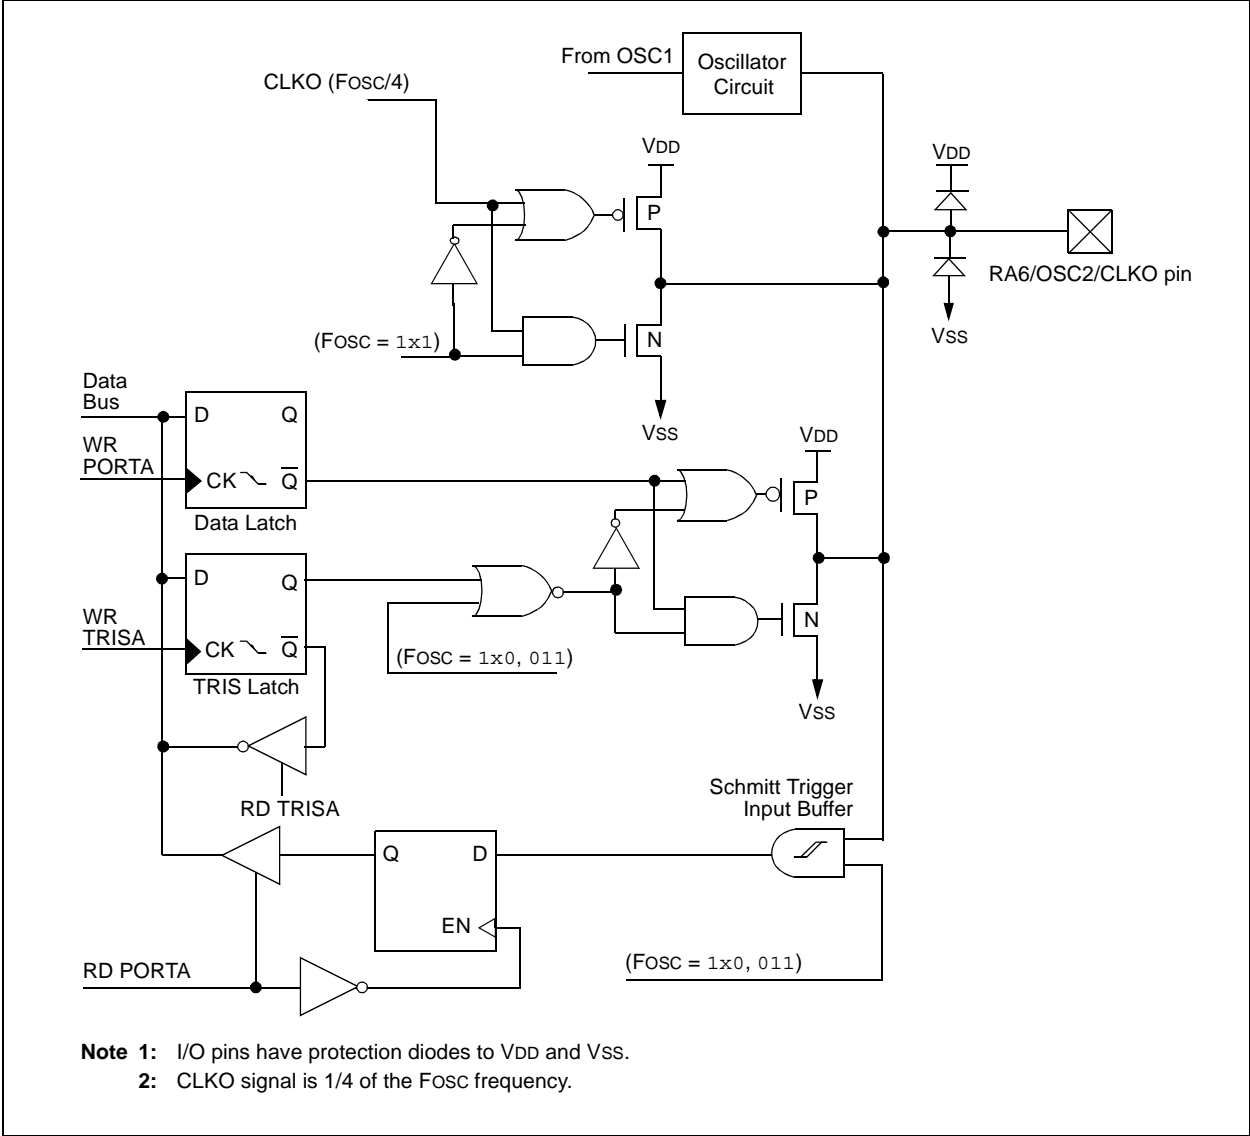 From OSC1
Oscillator
Circuit
CLKO (FOSC/4)
VDD
VDD
P
RA6/OSC2/CLKO pin
(FOSC = 1x1)
N
VSS
Data
Bus
D
Q
VSS
VDD
WR
PORTA
CK
Q
P
Data Latch
D
Q
WR
TRISA
CK
Q
N
(FOSC = 1x0, 011)
TRIS Latch
VSS
RD TRISA
Schmitt Trigger
Input Buffer
Q
D
EN
RD PORTA
(FOSC = 1x0, 011)
Note 1: I/O pins have protection diodes to VDD and VSS.
2: CLKO signal is 1/4 of the FOSC frequency.